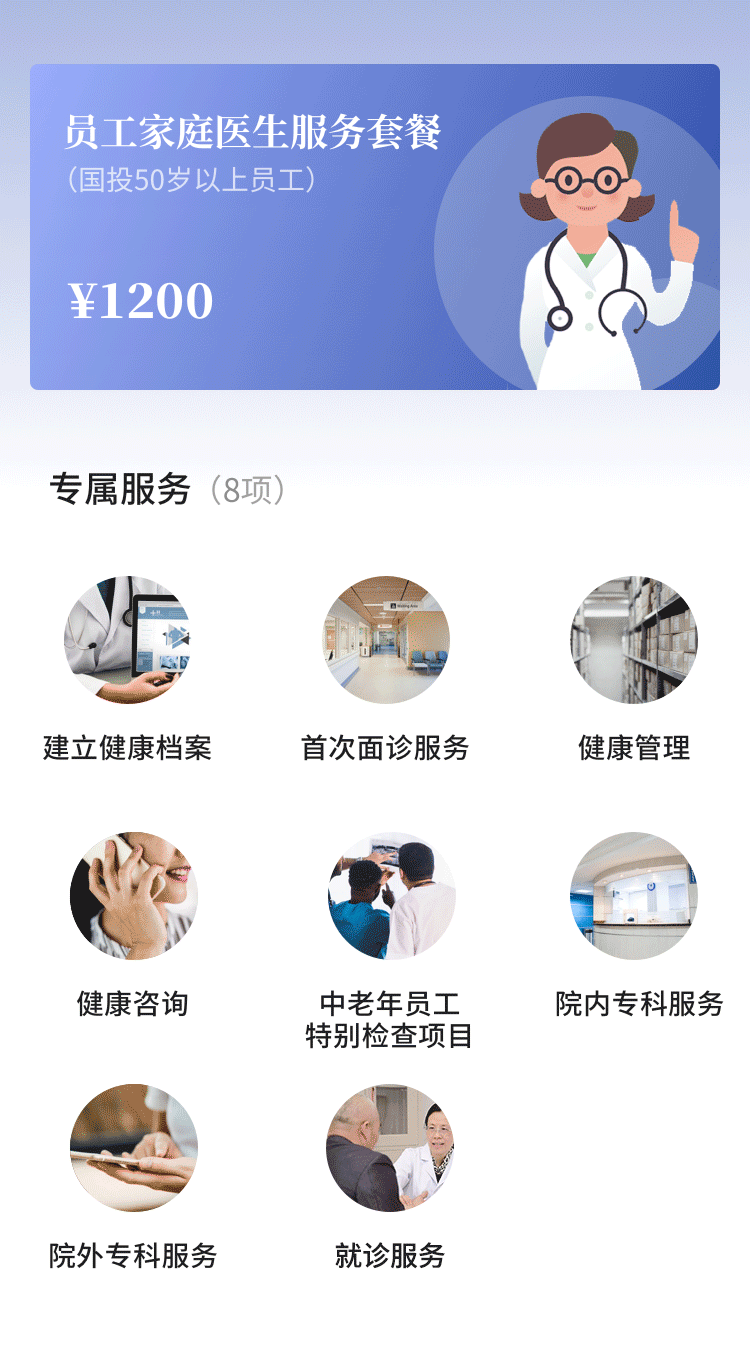 员工家庭医生服务套餐
（国投50岁以上员工）
¥1200
专属服务（8项）
建立健康档案
首次面诊服务
健康管理
健康咨询
中老年员工
特别检查项目
院内专科服务
院外专科服务
就诊服务